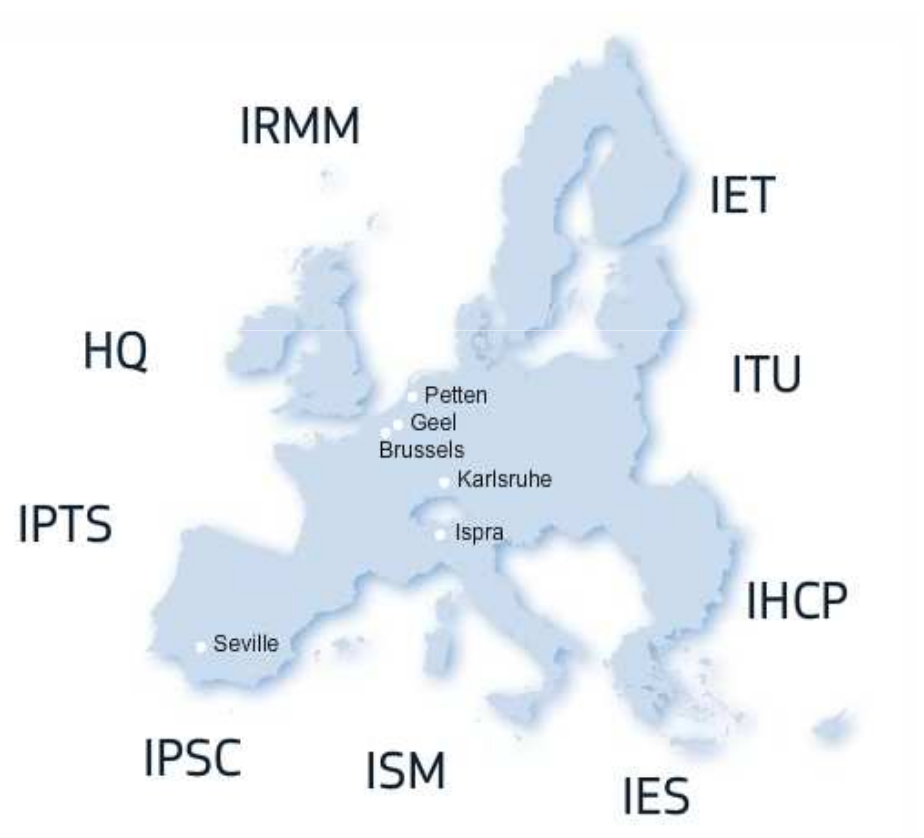 IRMM
IET
HQ
ITU
Petten
Geel
Brussels
Karlsruhe
IPTS
Ispra
IHCP
Seville
IPSC
ISM
IES